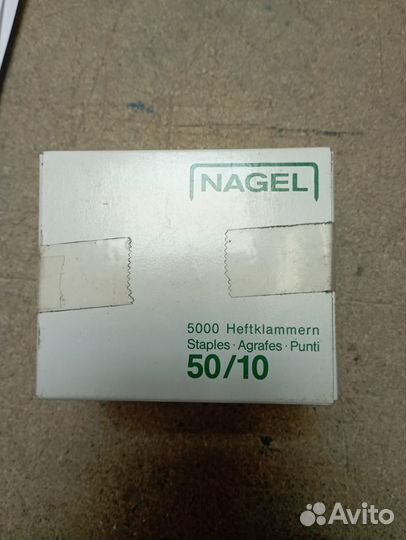 NAGEL
5000 Heftklammern
Staples · Agrafes · Punti
50/10
Avito